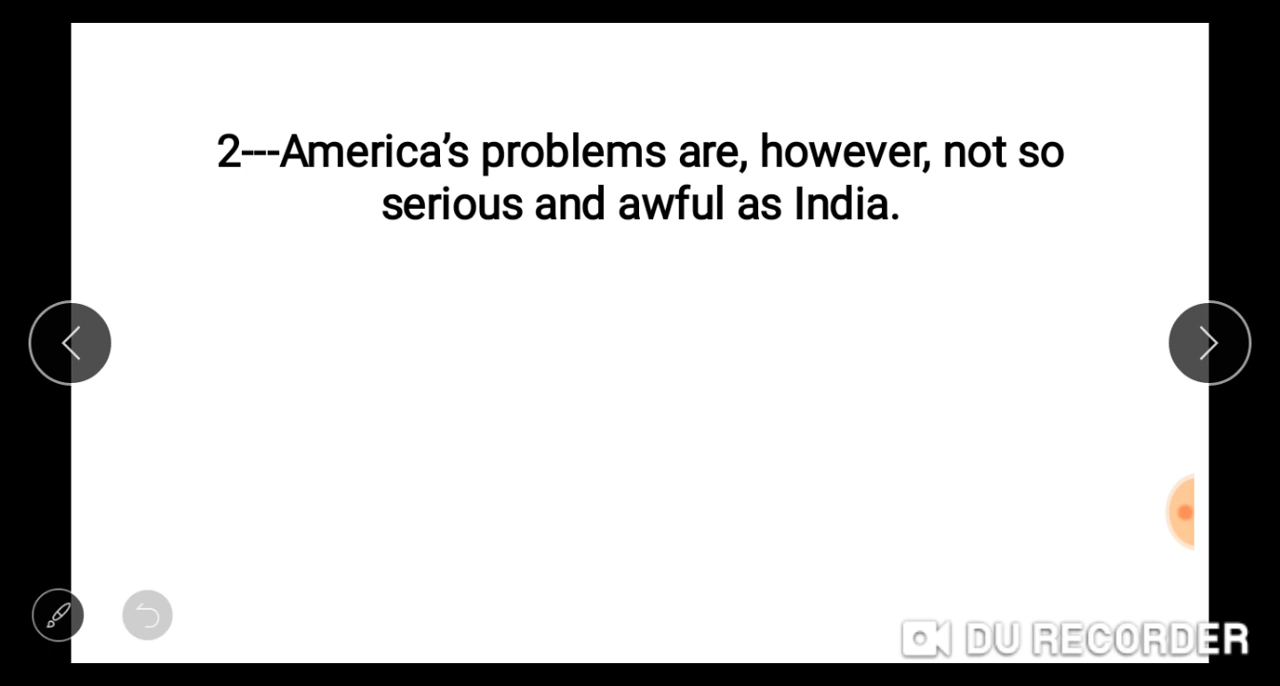 2---America’s problems are, however, not so
serious and awful as India.
DU RECORDER